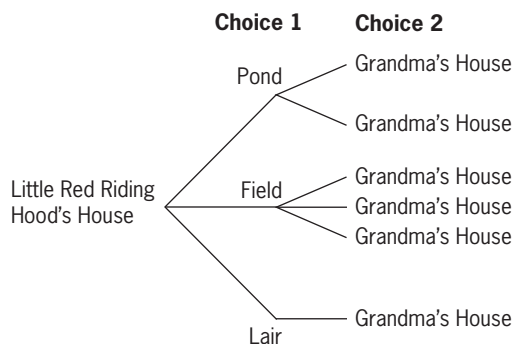 Choice 1
Choice 2
Pond
Grandma’s House
Grandma’s House
Little Red Riding
Hood’s House
Field
Grandma’s House
Grandma’s House
Grandma’s House
Lair
Grandma’s House